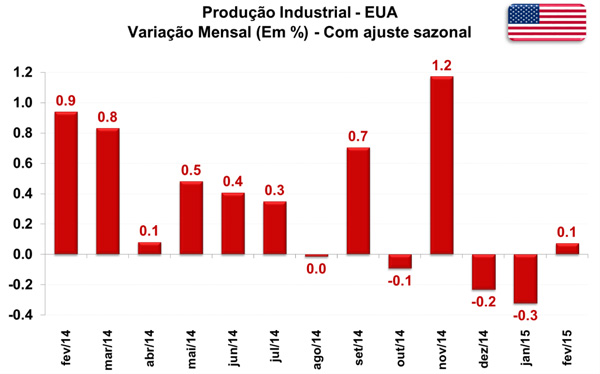 Produção Industrial - EUA
Variação Mensal (Em %) - Com ajuste sazonal
1.2
1.0
0.8
0.6
0.4
0.2
0.0
-0.2
-0.4
0.9
0.8
0.1
0.5
0.4
0.3
0.0
0.7
-0.1
1.2
-0.2
-0.3
0.1
fev/14
mar/14
abr/14
mai/14
jun/14
jul/14
ago/14
set/14
out/14
nov/14
dez/14
jan/15
fev/15